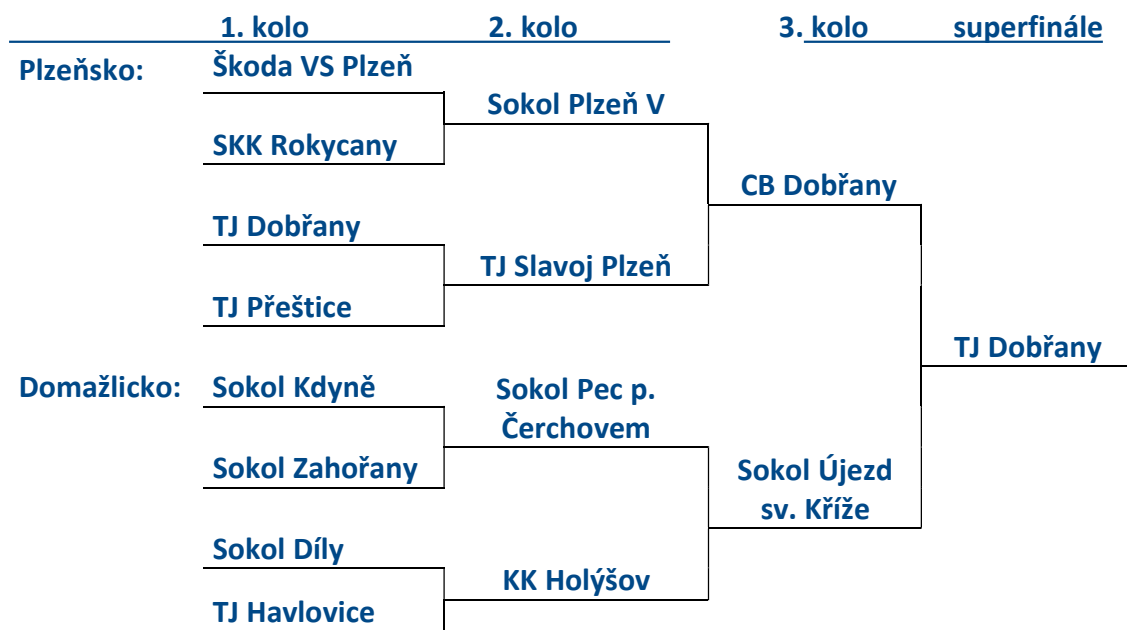 1. kolo 2. kolo 3. kolo superfinále
Plzeňsko: Škoda VS Plzeň
Sokol Plzeň V
SKK Rokycany
CB Dobřany
TJ Dobřany
TJ Slavoj Plzeň
TJ Přeštice
TJ Dobřany
Domažlicko: Sokol Kdyně
Sokol Pec p.
Čerchovem
Sokol Zahořany
Sokol Újezd
sv. Kříže
Sokol Díly
KK Holýšov
TJ Havlovice